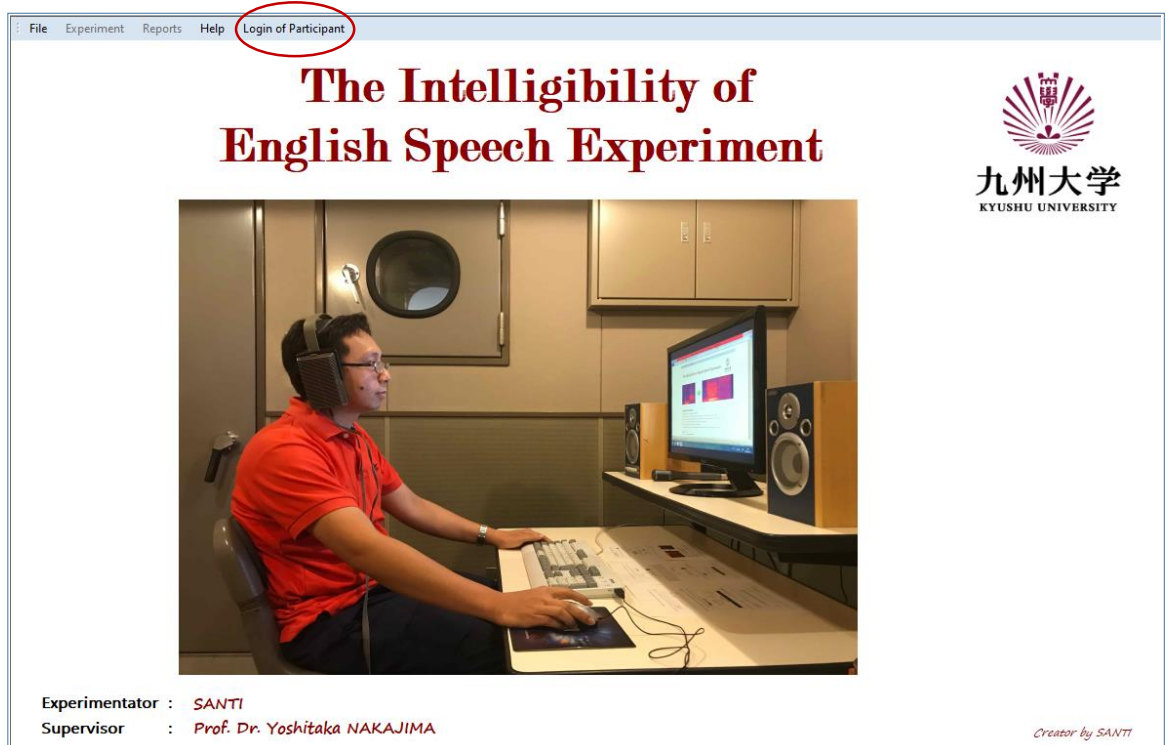 File Experiment Reports Help Login of Participant
The Intelligibility of
English Speech Experiment
九州大学
KYUSHU UNIVERSITY
Experimentator : SANTI
Supervisor : Prof. Dr. Yoshitaka NAKAJIMA
Creator by SANTI